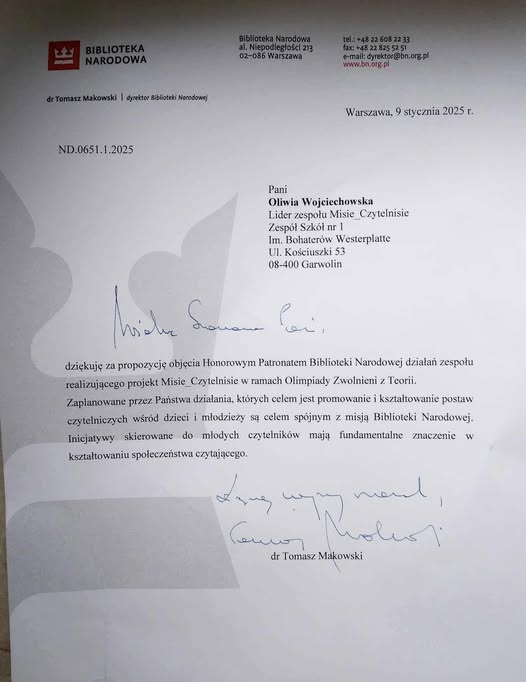 BIBLIOTEKA
NARODOWA
Biblioteka Narodowa
al. Niepodległości 213
02-086 Warszawa
tel.: +48 22 608 22 33
fax: +48 22 825 52 51
e-mail: dyrektor@bn.org.pl
www.bn.org.pl
dr Tomasz Makowski | dyrektor Biblioteki Narodowej
Warszawa, 9 stycznia 2025 r.
ND.0651.1.2025
Pani
Oliwia Wojciechowska
Lider zespołu Misie_Czytelnisie
Zespół Szkół nr 1
Im. Bohaterów Westerplatte
Ul. Kościuszki 53
08-400 Garwolin
Wielce Szanowna Pani,
dziękuję za propozycję objęcia Honorowym Patronatem Biblioteki Narodowej działań zespołu
realizującego projekt Misie_Czytelnisie w ramach Olimpiady Zwolnieni z Teorii.
Zaplanowane przez Państwa działania, których celem jest promowanie i kształtowanie postaw
czytelniczych wśród dzieci i młodzieży są celem spójnym z misją Biblioteki Narodowej.
Inicjatywy skierowane do młodych czytelników mają fundamentalne znaczenie w
kształtowaniu społeczeństwa czytającego.
Tomasz Makowski
dr Tomasz Makowski